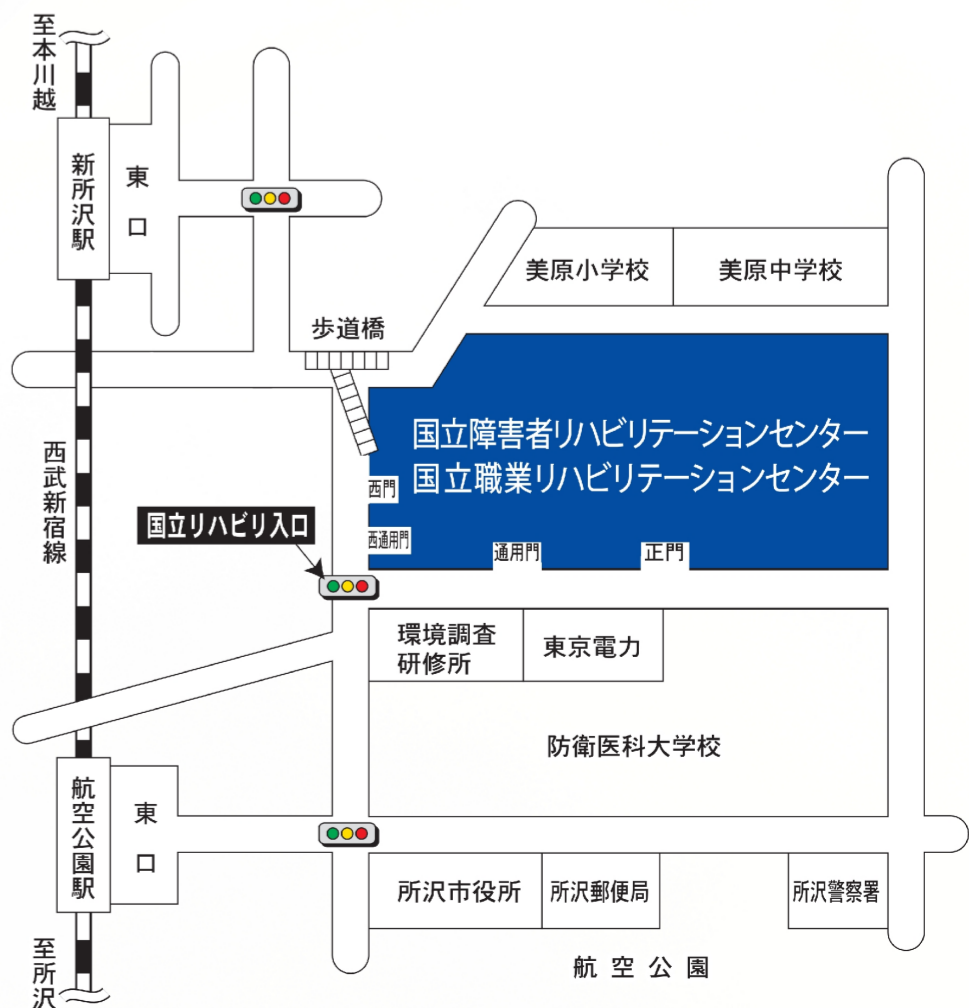 至本川越
新所沢駅
東口
美原小学校
美原中学校
歩道橋
国立障害者リハビリテーションセンター
国立職業リハビリテーションセンター
西武新宿線
西門
国立リハビリ入口
西通用門
通用門
正門
環境調査
研修所
東京電力
防衛医科大学校
航空公園駅
東口
所沢市役所
所沢郵便局
所沢警察署
至所沢
航空公園